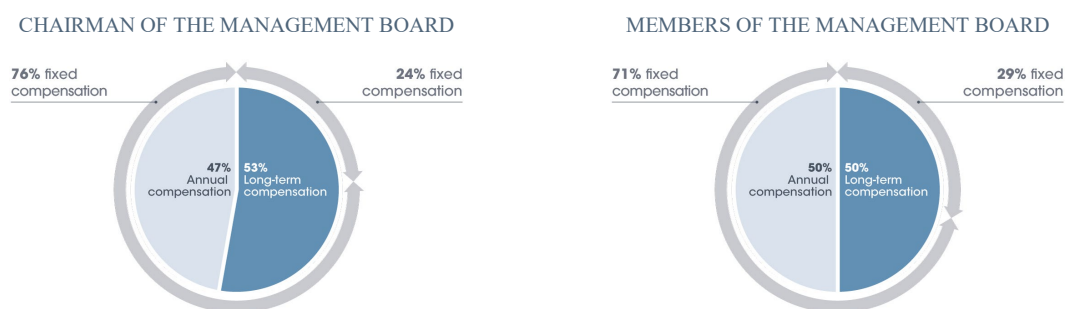 CHAIRMAN OF THE MANAGEMENT BOARD
76% fixed
compensation
24% fixed
compensation
47%
Annual
compensation
53%
Long-term
compensation
MEMBERS OF THE MANAGEMENT BOARD
71% fixed
compensation
29% fixed
compensation
50%
Annual
compensation
50%
Long-term
compensation